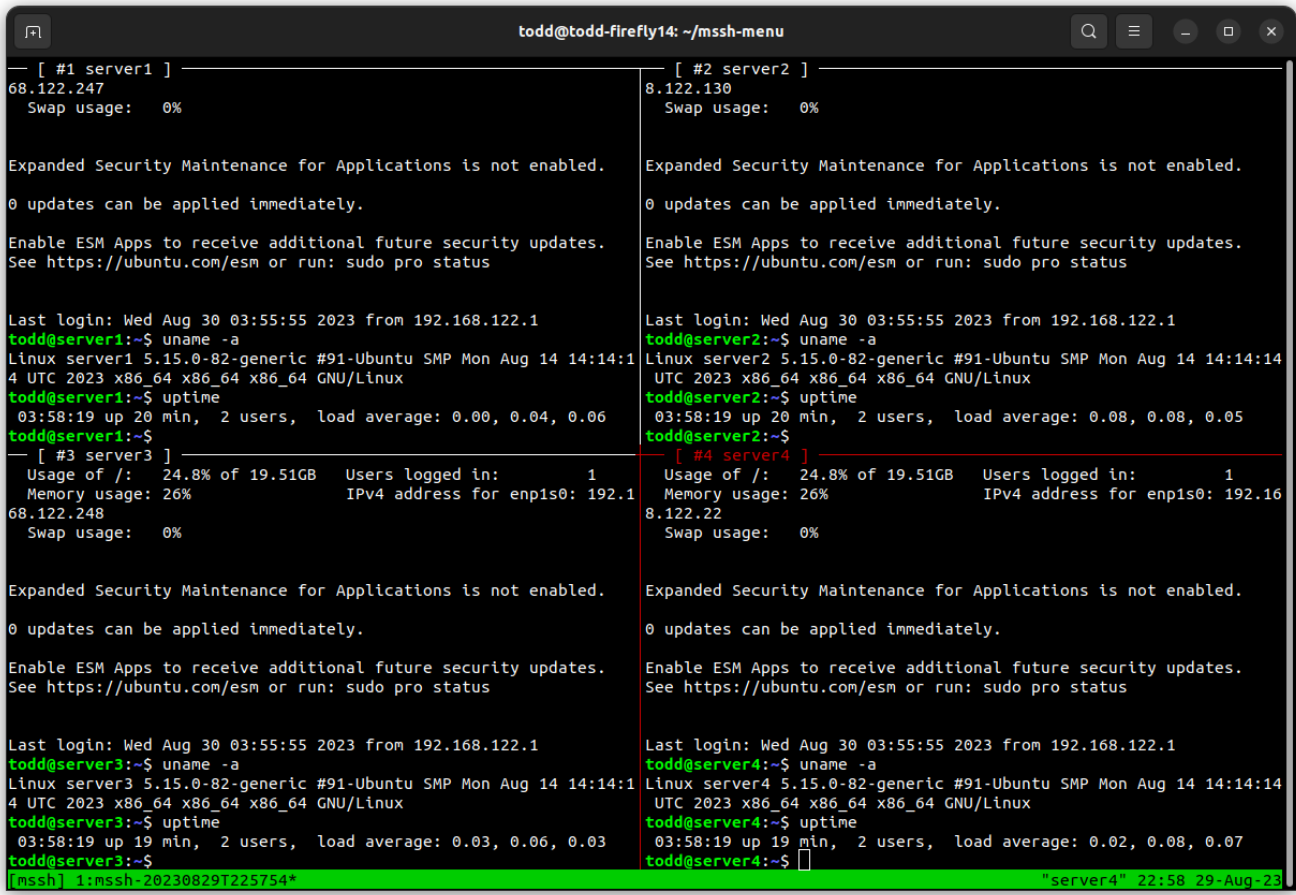 todd@todd-firefly14: ~/mssh-menu
[ #1 server1 ]
68.122.247
Swap usage:   0%
Expanded Security Maintenance for Applications is not enabled.
0 updates can be applied immediately.
Enable ESM Apps to receive additional future security updates.
See https://ubuntu.com/esm or run: sudo pro status
Last login: Wed Aug 30 03:55:55 2023 from 192.168.122.1
todd@server1:~$ uname -a
Linux server1 5.15.0-82-generic #91-Ubuntu SMP Mon Aug 14 14:14:1
4 UTC 2023 x86_64 x86_64 x86_64 GNU/Linux
todd@server1:~$ uptime
03:58:19 up 20 min,  2 users,  load average: 0.00, 0.04, 0.06
todd@server1:~$
[ #2 server2 ]
8.122.130
Swap usage:   0%
Expanded Security Maintenance for Applications is not enabled.
0 updates can be applied immediately.
Enable ESM Apps to receive additional future security updates.
See https://ubuntu.com/esm or run: sudo pro status
Last login: Wed Aug 30 03:55:55 2023 from 192.168.122.1
todd@server2:~$ uname -a
Linux server2 5.15.0-82-generic #91-Ubuntu SMP Mon Aug 14 14:14:14
UTC 2023 x86_64 x86_64 x86_64 GNU/Linux
todd@server2:~$ uptime
03:58:19 up 20 min,  2 users,  load average: 0.08, 0.08, 0.05
todd@server2:~$
[ #3 server3 ]
Usage of /:   24.8% of 19.51GB   Users logged in:         1
Memory usage: 26%                IPv4 address for enp1s0: 192.1
68.122.248
Swap usage:   0%
Expanded Security Maintenance for Applications is not enabled.
0 updates can be applied immediately.
Enable ESM Apps to receive additional future security updates.
See https://ubuntu.com/esm or run: sudo pro status
Last login: Wed Aug 30 03:55:55 2023 from 192.168.122.1
todd@server3:~$ uname -a
Linux server3 5.15.0-82-generic #91-Ubuntu SMP Mon Aug 14 14:14:1
4 UTC 2023 x86_64 x86_64 x86_64 GNU/Linux
todd@server3:~$ uptime
03:58:19 up 19 min,  2 users,  load average: 0.03, 0.06, 0.03
todd@server3:~$
[ #4 server4 ]
Usage of /:   24.8% of 19.51GB   Users logged in:         1
Memory usage: 26%                IPv4 address for enp1s0: 192.16
8.122.22
Swap usage:   0%
Expanded Security Maintenance for Applications is not enabled.
0 updates can be applied immediately.
Enable ESM Apps to receive additional future security updates.
See https://ubuntu.com/esm or run: sudo pro status
Last login: Wed Aug 30 03:55:55 2023 from 192.168.122.1
todd@server4:~$ uname -a
Linux server4 5.15.0-82-generic #91-Ubuntu SMP Mon Aug 14 14:14:14
UTC 2023 x86_64 x86_64 x86_64 GNU/Linux
todd@server4:~$ uptime
03:58:19 up 19 min,  2 users,  load average: 0.02, 0.08, 0.07
todd@server4:~$
[mssh] 1:mssh-20230829T225754* "server4" 22:58 29-Aug-23